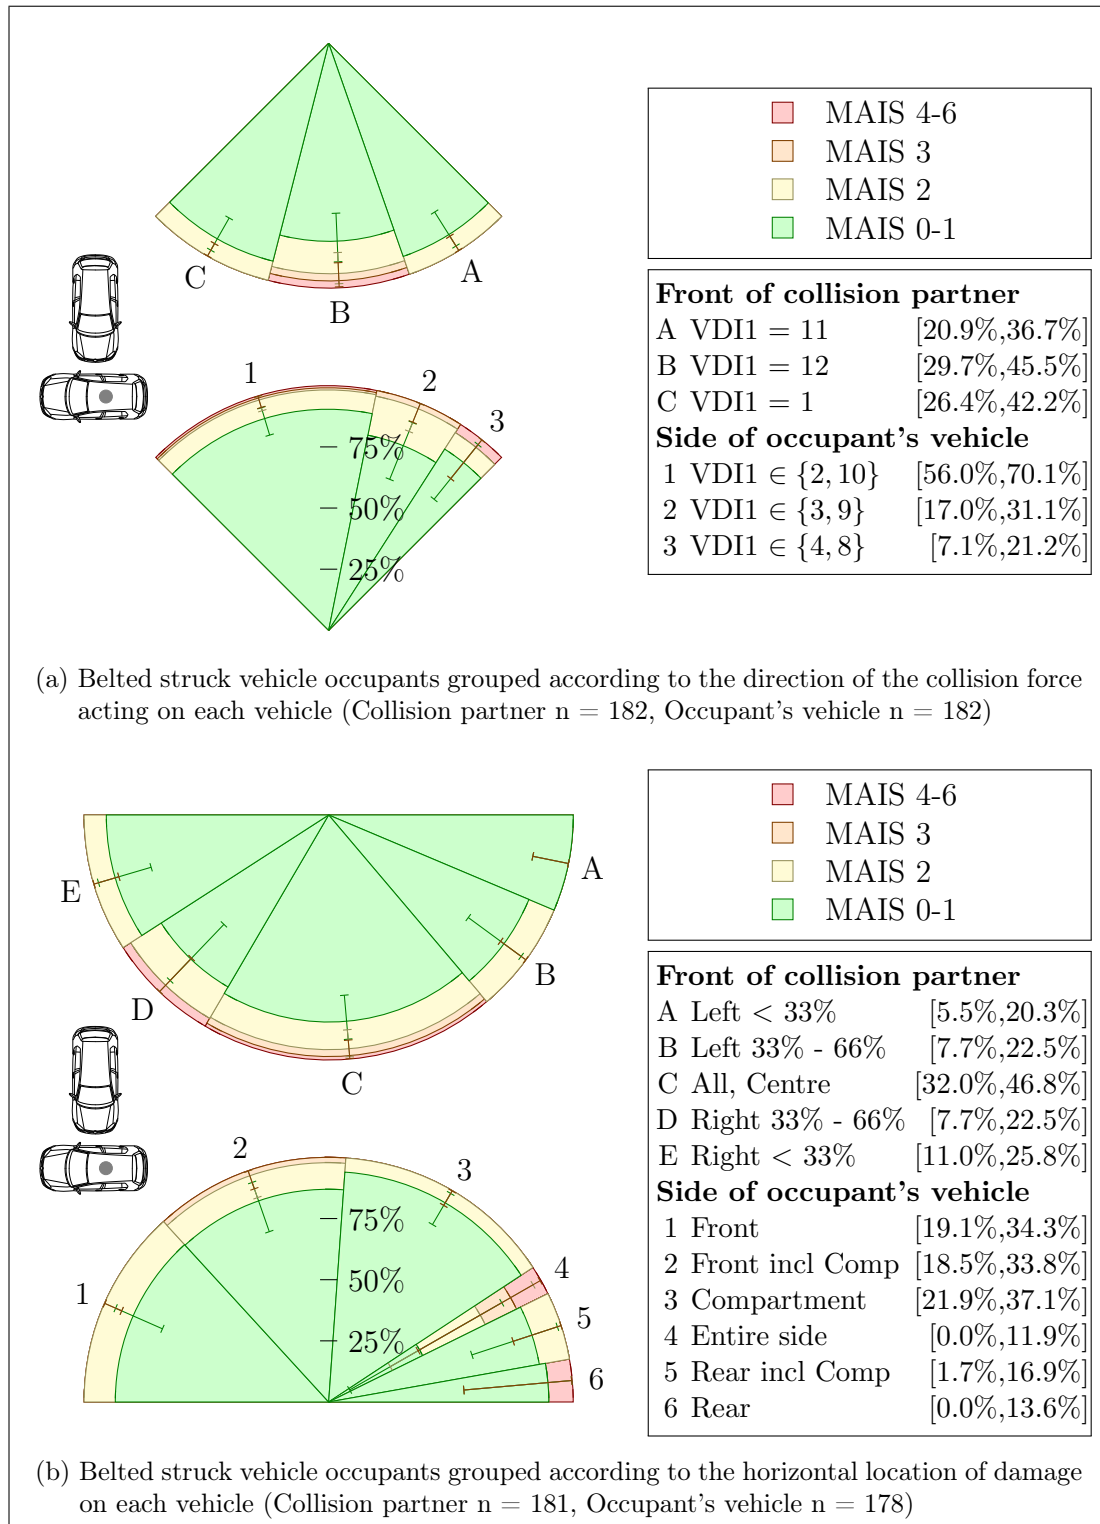 MAIS 4-6
MAIS 3
MAIS 2
MAIS 0-1
C
B
A
Front of collision partner
A VDI1 = 11 [20.9%,36.7%]
B VDI1 = 12 [29.7%,45.5%]
C VDI1 = 1 [26.4%,42.2%]
Side of occupant's vehicle
1 VDI1 ∈ {2, 10} [56.0%,70.1%]
2 VDI1 ∈ {3, 9} [17.0%,31.1%]
3 VDI1 ∈ {4, 8} [7.1%,21.2%]
1
2
3
75%
50%
25%
(a) Belted struck vehicle occupants grouped according to the direction of the collision force
acting on each vehicle (Collision partner n = 182, Occupant's vehicle n = 182)
MAIS 4-6
MAIS 3
MAIS 2
MAIS 0-1
A
E
B
D
C
Front of collision partner
A Left < 33% [5.5%,20.3%]
B Left 33% - 66% [7.7%,22.5%]
C All, Centre [32.0%,46.8%]
D Right 33% - 66% [7.7%,22.5%]
E Right < 33% [11.0%,25.8%]
Side of occupant's vehicle
1 Front [19.1%,34.3%]
2 Front incl Comp [18.5%,33.8%]
3 Compartment [21.9%,37.1%]
4 Entire side [0.0%,11.9%]
5 Rear incl Comp [1.7%,16.9%]
6 Rear [0.0%,13.6%]
2
3
75%
50%
4
1
5
25%
6
(b) Belted struck vehicle occupants grouped according to the horizontal location of damage
on each vehicle (Collision partner n = 181, Occupant's vehicle n = 178)